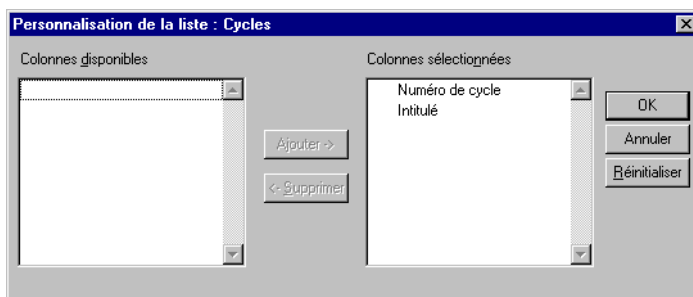 Personnalisation de la liste : Cycles
Colonnes disponibles
Colonnes sélectionnées
Numéro de cycle
Intitulé
Ajouter ->
<- Supprimer
OK
Annuler
Réinitialiser